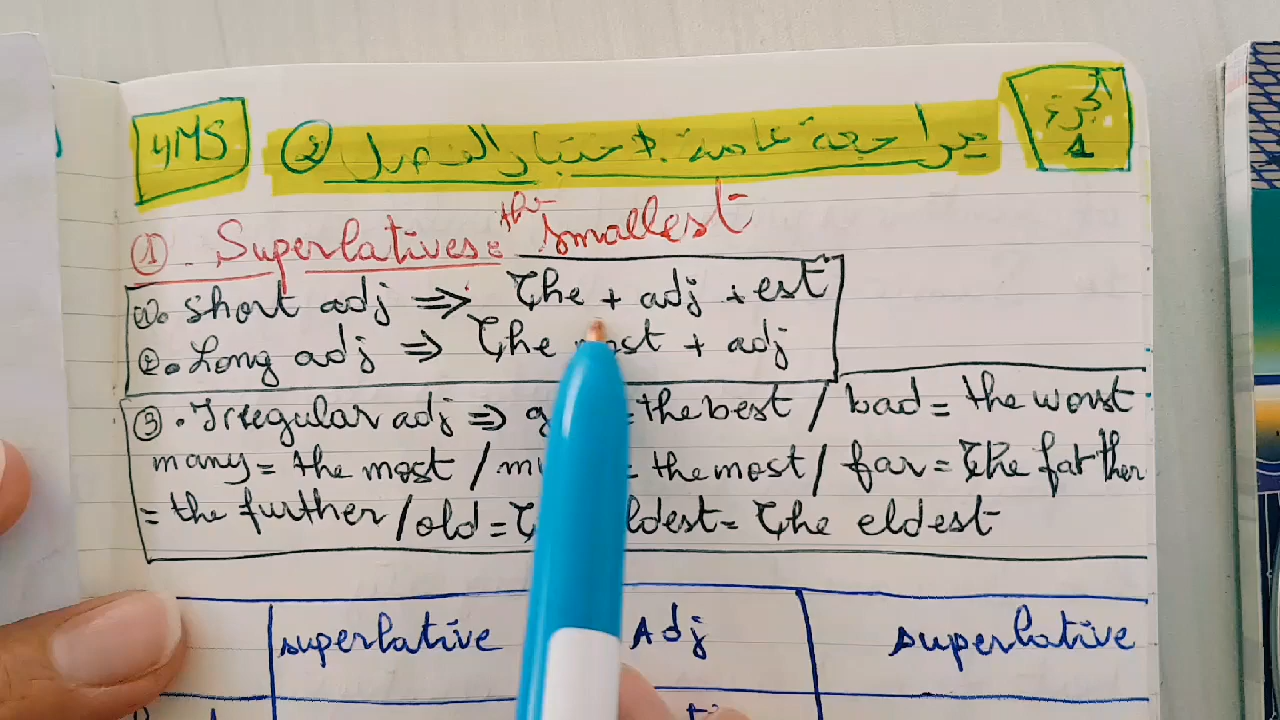 4MS مراجعة عامة لاختبار الفصل ② الجزء 1
① . Superlatives: the smallest
①. short adj ⇒ The + adj + est
②. Long adj ⇒ The most + adj
③ . Irregular adj ⇒ = the best / bad = the worst
many = the most / = the most / far = The farther
= the further / old = = The eldest
superlative Adj superlative